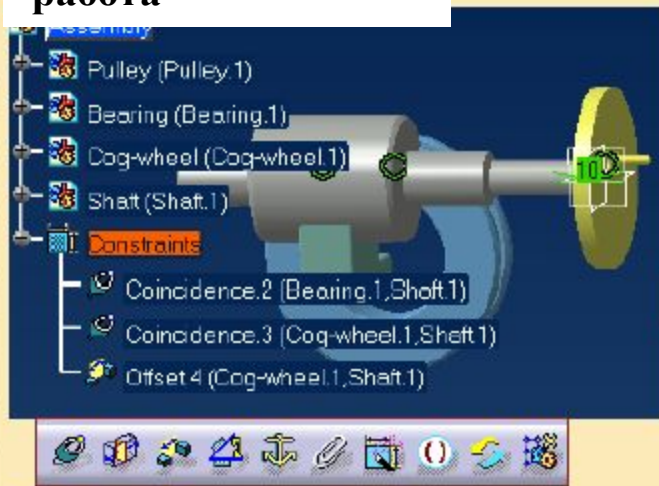 работа
Assembly
Pulley (Pulley.1)
Bearing (Bearing.1)
Cog-wheel (Cog-wheel.1)
Shaft (Shaft.1)
Constraints
Coincidence.2 (Bearing.1,Shaft.1)
Coincidence.3 (Cog-wheel.1,Shaft.1)
Offset.4 (Cog-wheel.1,Shaft.1)
10